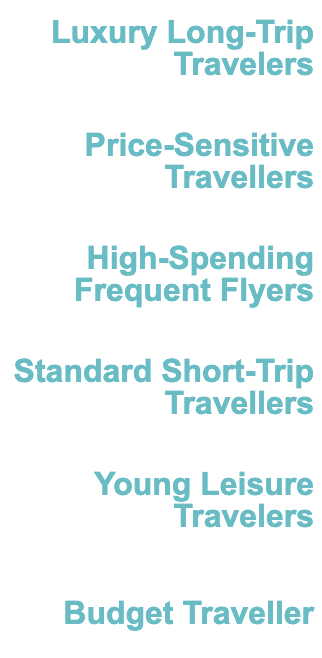 Luxury Long-Trip
Travelers
Price-Sensitive
Travellers
High-Spending
Frequent Flyers
Standard Short-Trip
Travellers
Young Leisure
Travelers
Budget Traveller